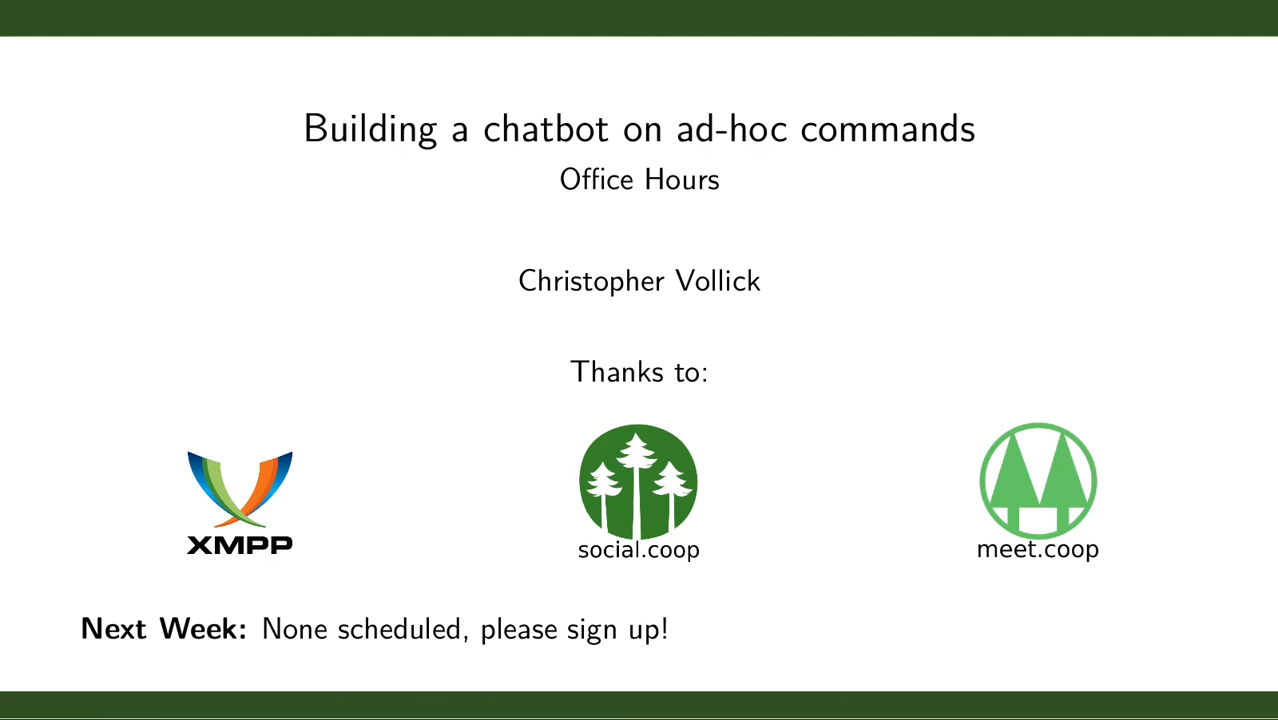 Building a chatbot on ad-hoc commands
Office Hours
Christopher Vollick
Thanks to:
XMPP
social.coop
meet.coop
Next Week: None scheduled, please sign up!